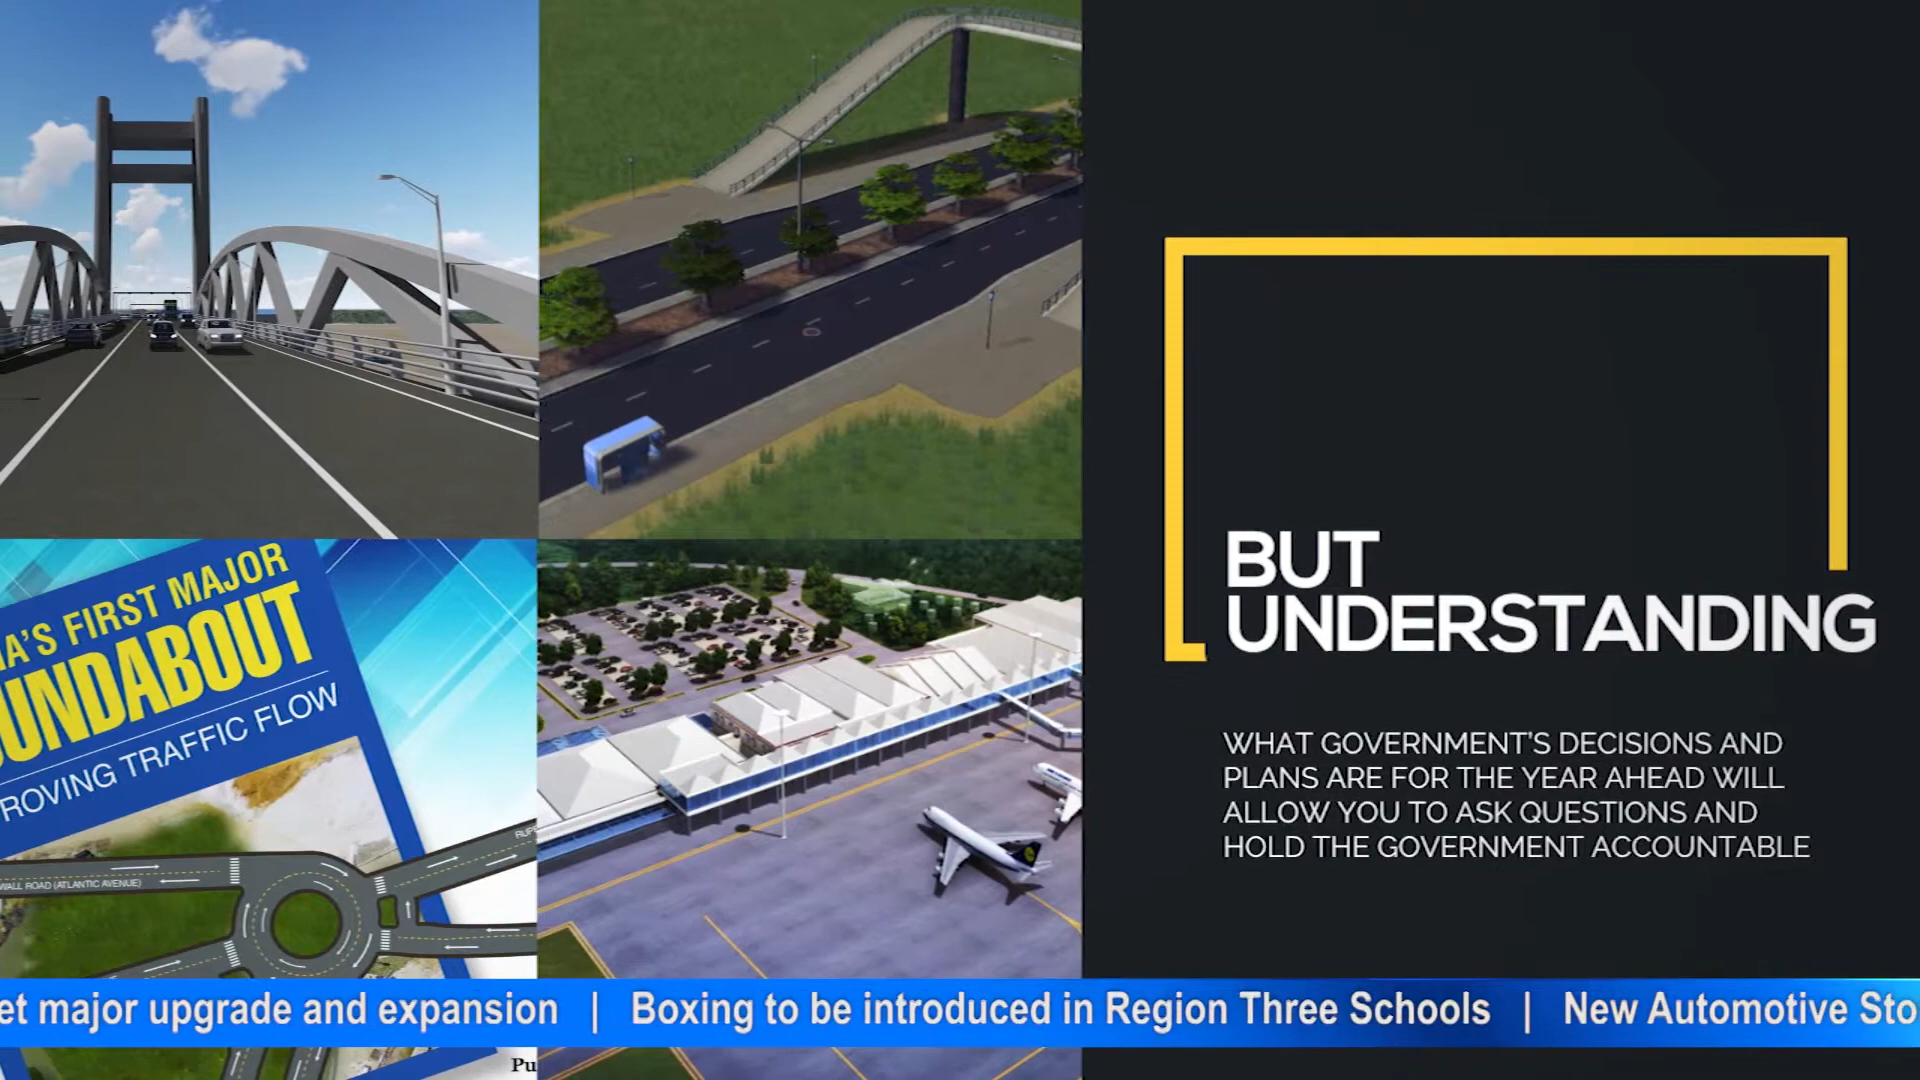 BUT
UNDERSTANDING
WHAT GOVERNMENT'S DECISIONS AND
PLANS ARE FOR THE YEAR AHEAD WILL
ALLOW YOU TO ASK QUESTIONS AND
HOLD THE GOVERNMENT ACCOUNTABLE
A'S FIRST MAJOR
UNDABOUT
ROVING TRAFFIC FLOW
WALL ROAD (ATLANTIC AVENUE)
et major upgrade and expansion | Boxing to be introduced in Region Three Schools | New Automotive Sto
Pu